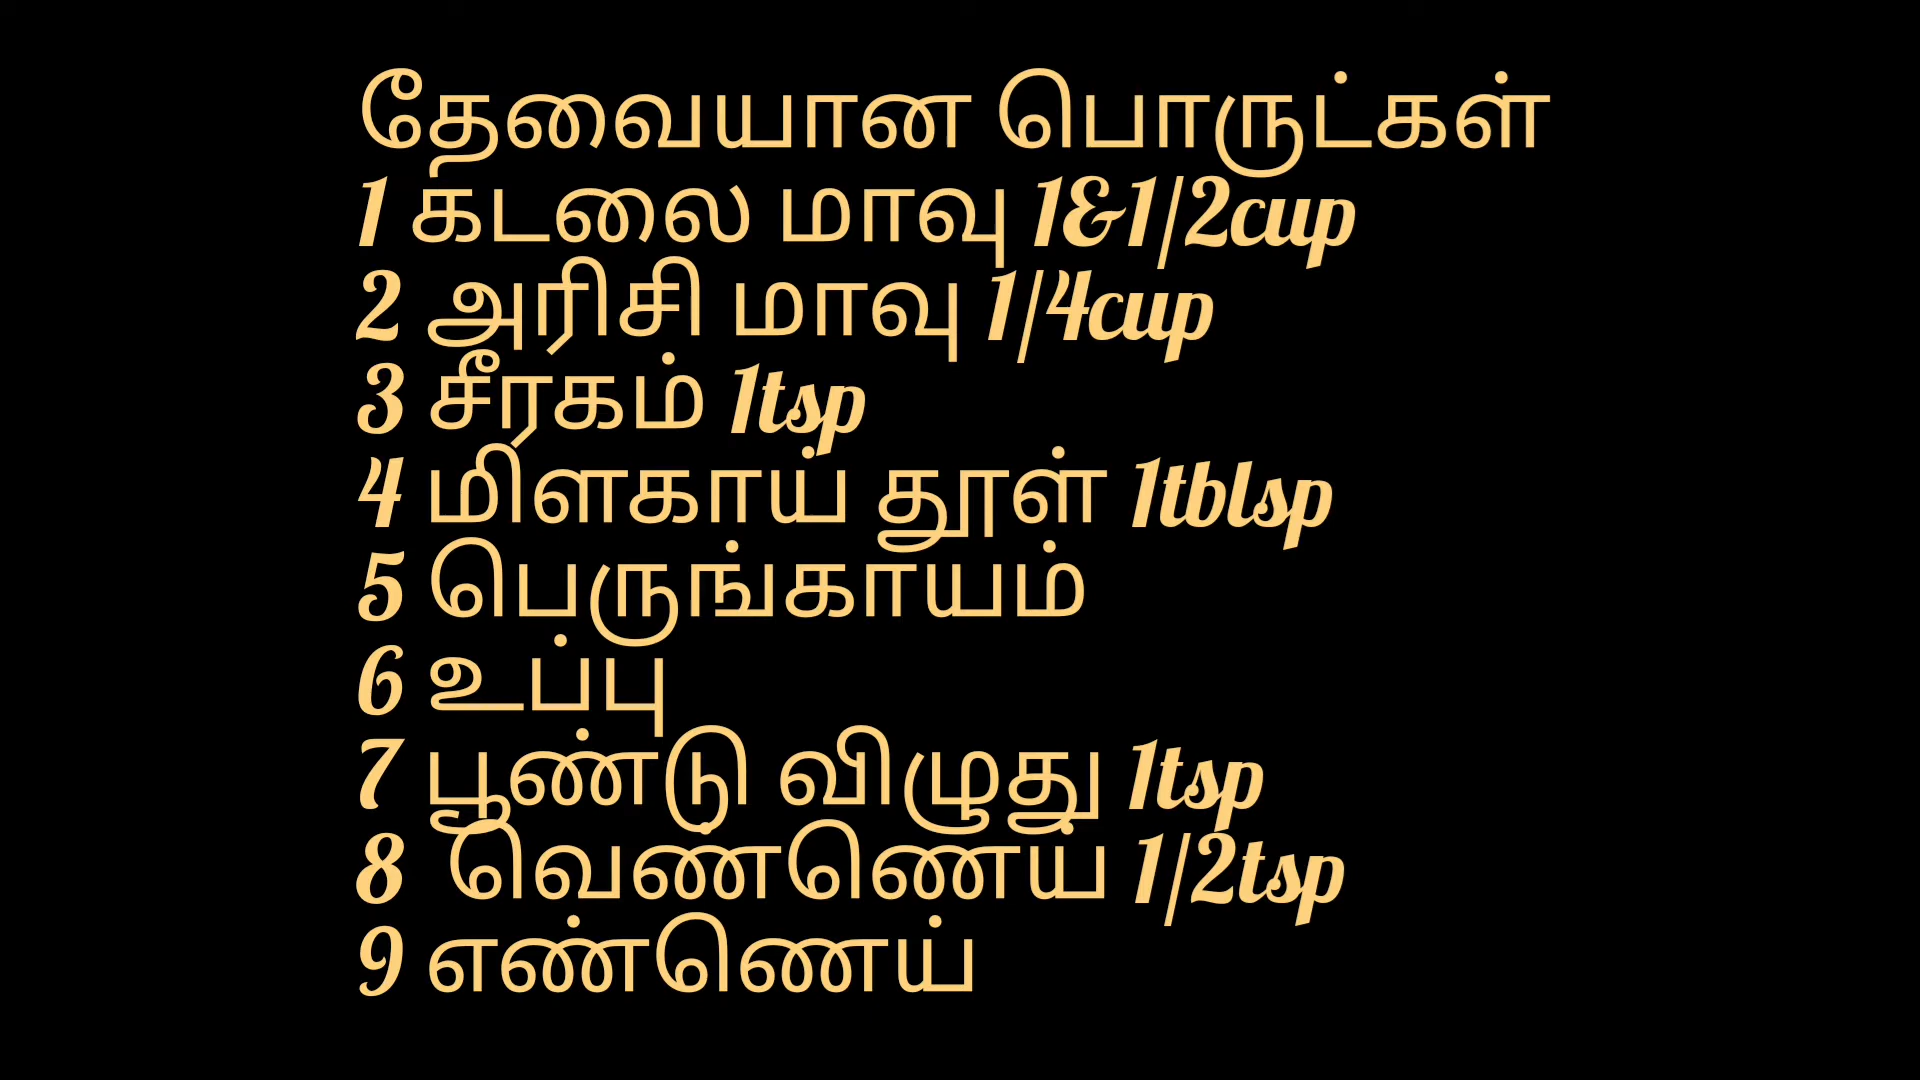 தேவையான பொருட்கள்
1 கடலை மாவு 1&1/2cup
2 அரிசி மாவு 1/4cup
3 சீரகம் 1tsp
4 மிளகாய் தூள் 1tblsp
5 பெருங்காயம்
6 உப்பு
7 பூண்டு விழுது 1tsp
8 வெண்ணெய் 1/2tsp
9 எண்ணெய்